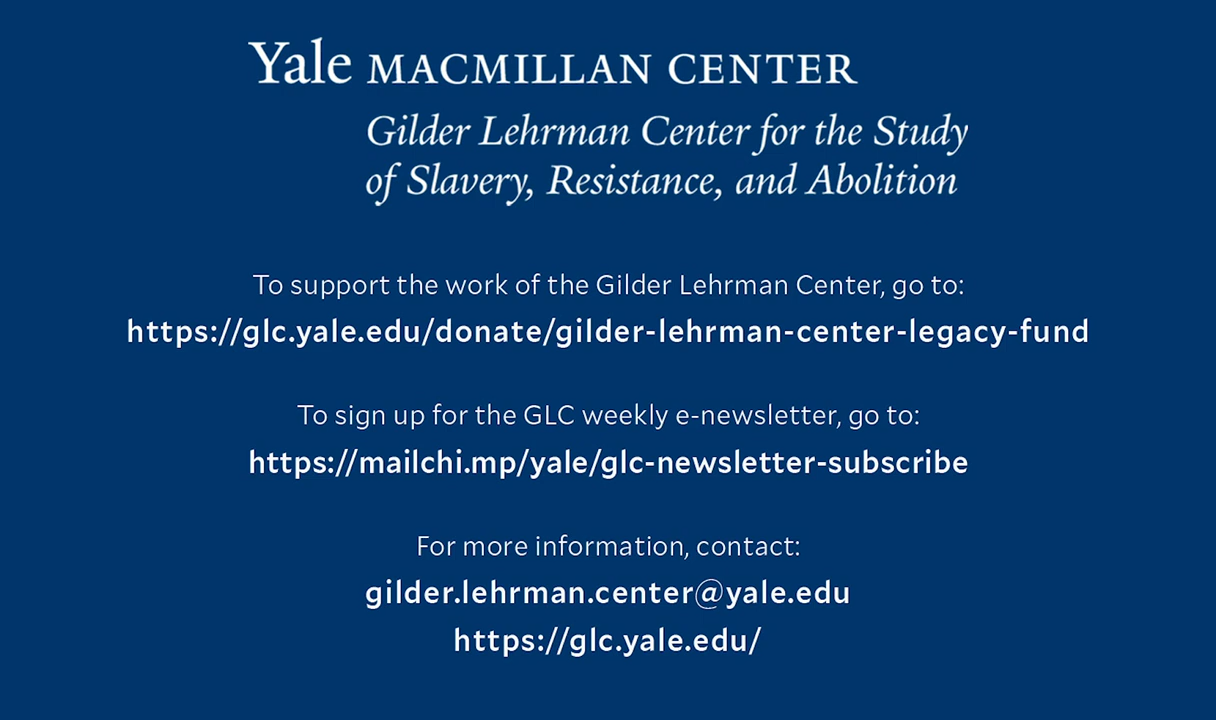 Yale MACMILLAN CENTER
Gilder Lehrman Center for the Study
of Slavery, Resistance, and Abolition
To support the work of the Gilder Lehrman Center, go to:
https://glc.yale.edu/donate/gilder-lehrman-center-legacy-fund
To sign up for the GLC weekly e-newsletter, go to:
https://mailchi.mp/yale/glc-newsletter-subscribe
For more information, contact:
gilder.lehrman.center@yale.edu
https://glc.yale.edu/